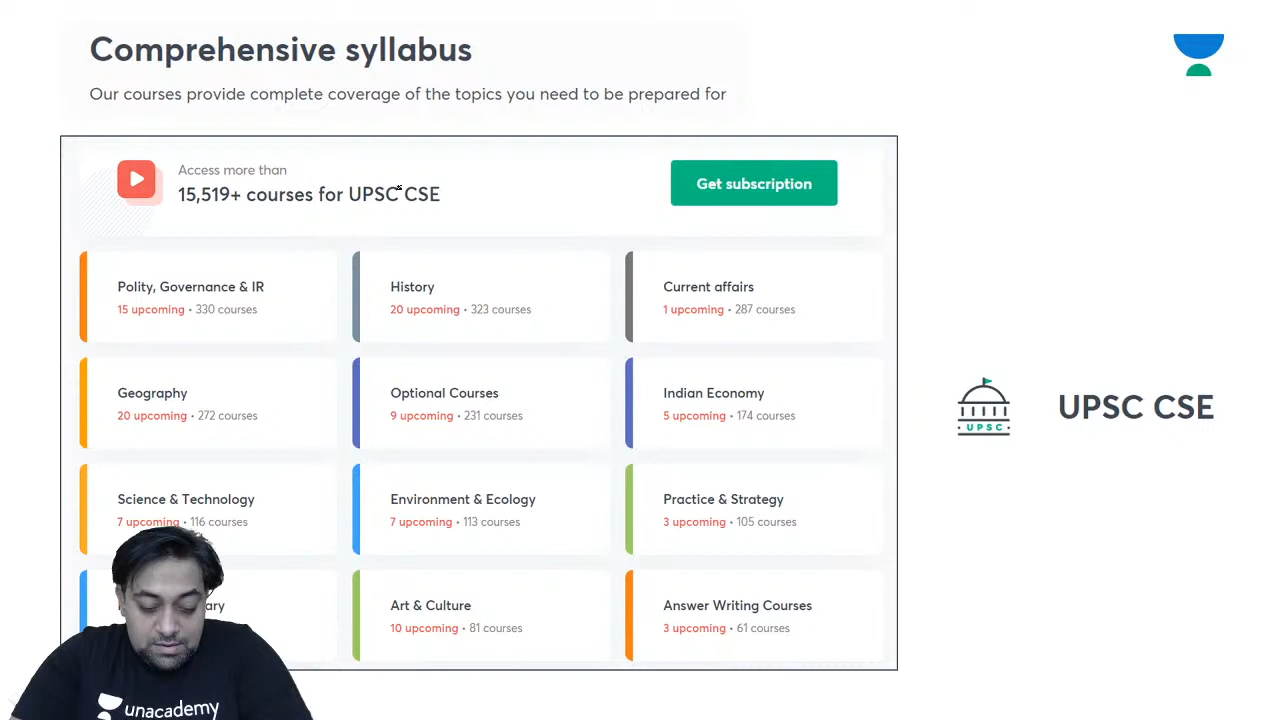 Comprehensive syllabus
Our courses provide complete coverage of the topics you need to be prepared for
Access more than
15,519+ courses for UPSC CSE
Get subscription
Polity, Governance & IR
15 upcoming • 330 courses
History
20 upcoming • 323 courses
Current affairs
1 upcoming • 287 courses
Geography
20 upcoming • 272 courses
Optional Courses
9 upcoming • 231 courses
Indian Economy
5 upcoming • 174 courses
UPSC
UPSC CSE
Science & Technology
7 upcoming • 116 courses
Environment & Ecology
7 upcoming • 113 courses
Practice & Strategy
3 upcoming • 105 courses
Art & Culture
10 upcoming • 81 courses
Answer Writing Courses
3 upcoming • 61 courses
unacademy